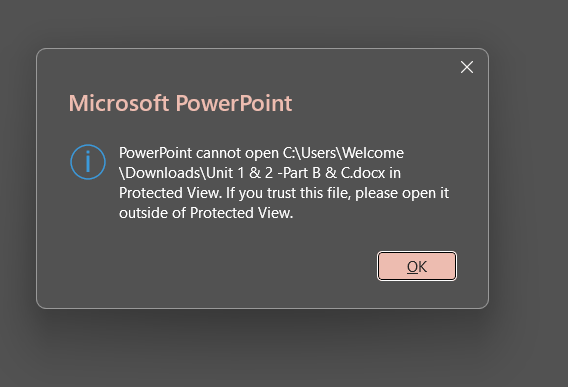 Microsoft PowerPoint
PowerPoint cannot open C:\Users\Welcome
\Downloads\Unit 1 & 2 -Part B & C.docx in
Protected View. If you trust this file, please open it
outside of Protected View.
OK